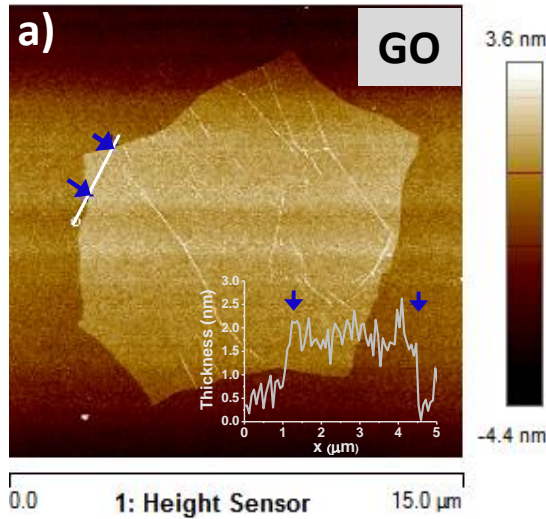 a)
GO
3.6 nm
-4.4 nm
Thickness (nm)
3.0
2.5
2.0
1.5
1.0
0.5
0.0
0 1 2 3 4 5
x (μm)
0.0 1: Height Sensor 15.0 µm